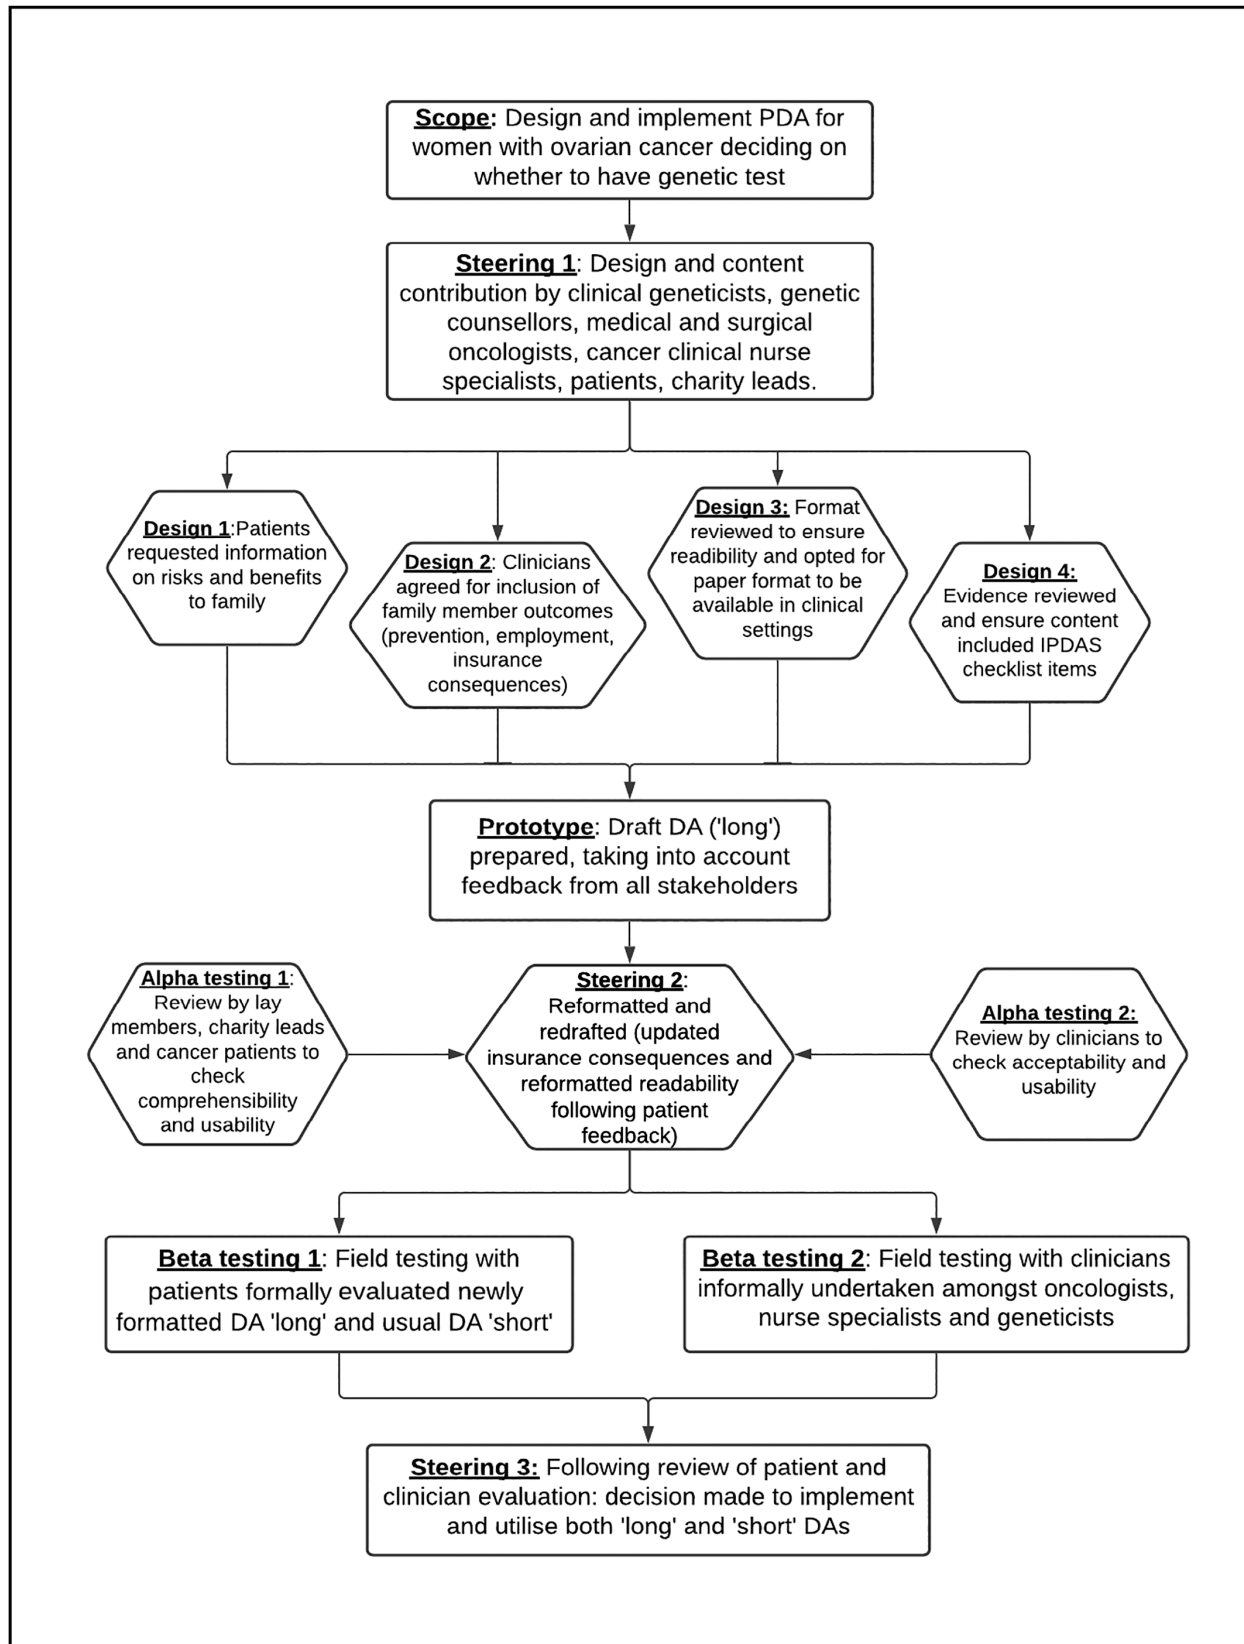 Scope: Design and implement PDA for
women with ovarian cancer deciding on
whether to have genetic test
Steering 1: Design and content
contribution by clinical geneticists, genetic
counsellors, medical and surgical
oncologists, cancer clinical nurse
specialists, patients, charity leads.
Design 1:Patients
requested information
on risks and benefits
to family
Design 2: Clinicians
agreed for inclusion of
family member outcomes
(prevention, employment,
insurance
consequences)
Design 3: Format
reviewed to ensure
readibility and opted for
paper format to be
available in clinical
settings
Design 4:
Evidence reviewed
and ensure content
included IPDAS
checklist items
Prototype: Draft DA ('long')
prepared, taking into account
feedback from all stakeholders
Alpha testing 1:
Review by lay
members, charity leads
and cancer patients to
check
comprehensibility
and usability
Steering 2:
Reformatted and
redrafted (updated
insurance consequences and
reformatted readability
following patient
feedback)
Alpha testing 2:
Review by clinicians to
check acceptability and
usability
Beta testing 1: Field testing with
patients formally evaluated newly
formatted DA 'long' and usual DA 'short'
Beta testing 2: Field testing with clinicians
informally undertaken amongst oncologists,
nurse specialists and geneticists
Steering 3: Following review of patient and
clinician evaluation: decision made to implement
and utilise both 'long' and 'short' DAs